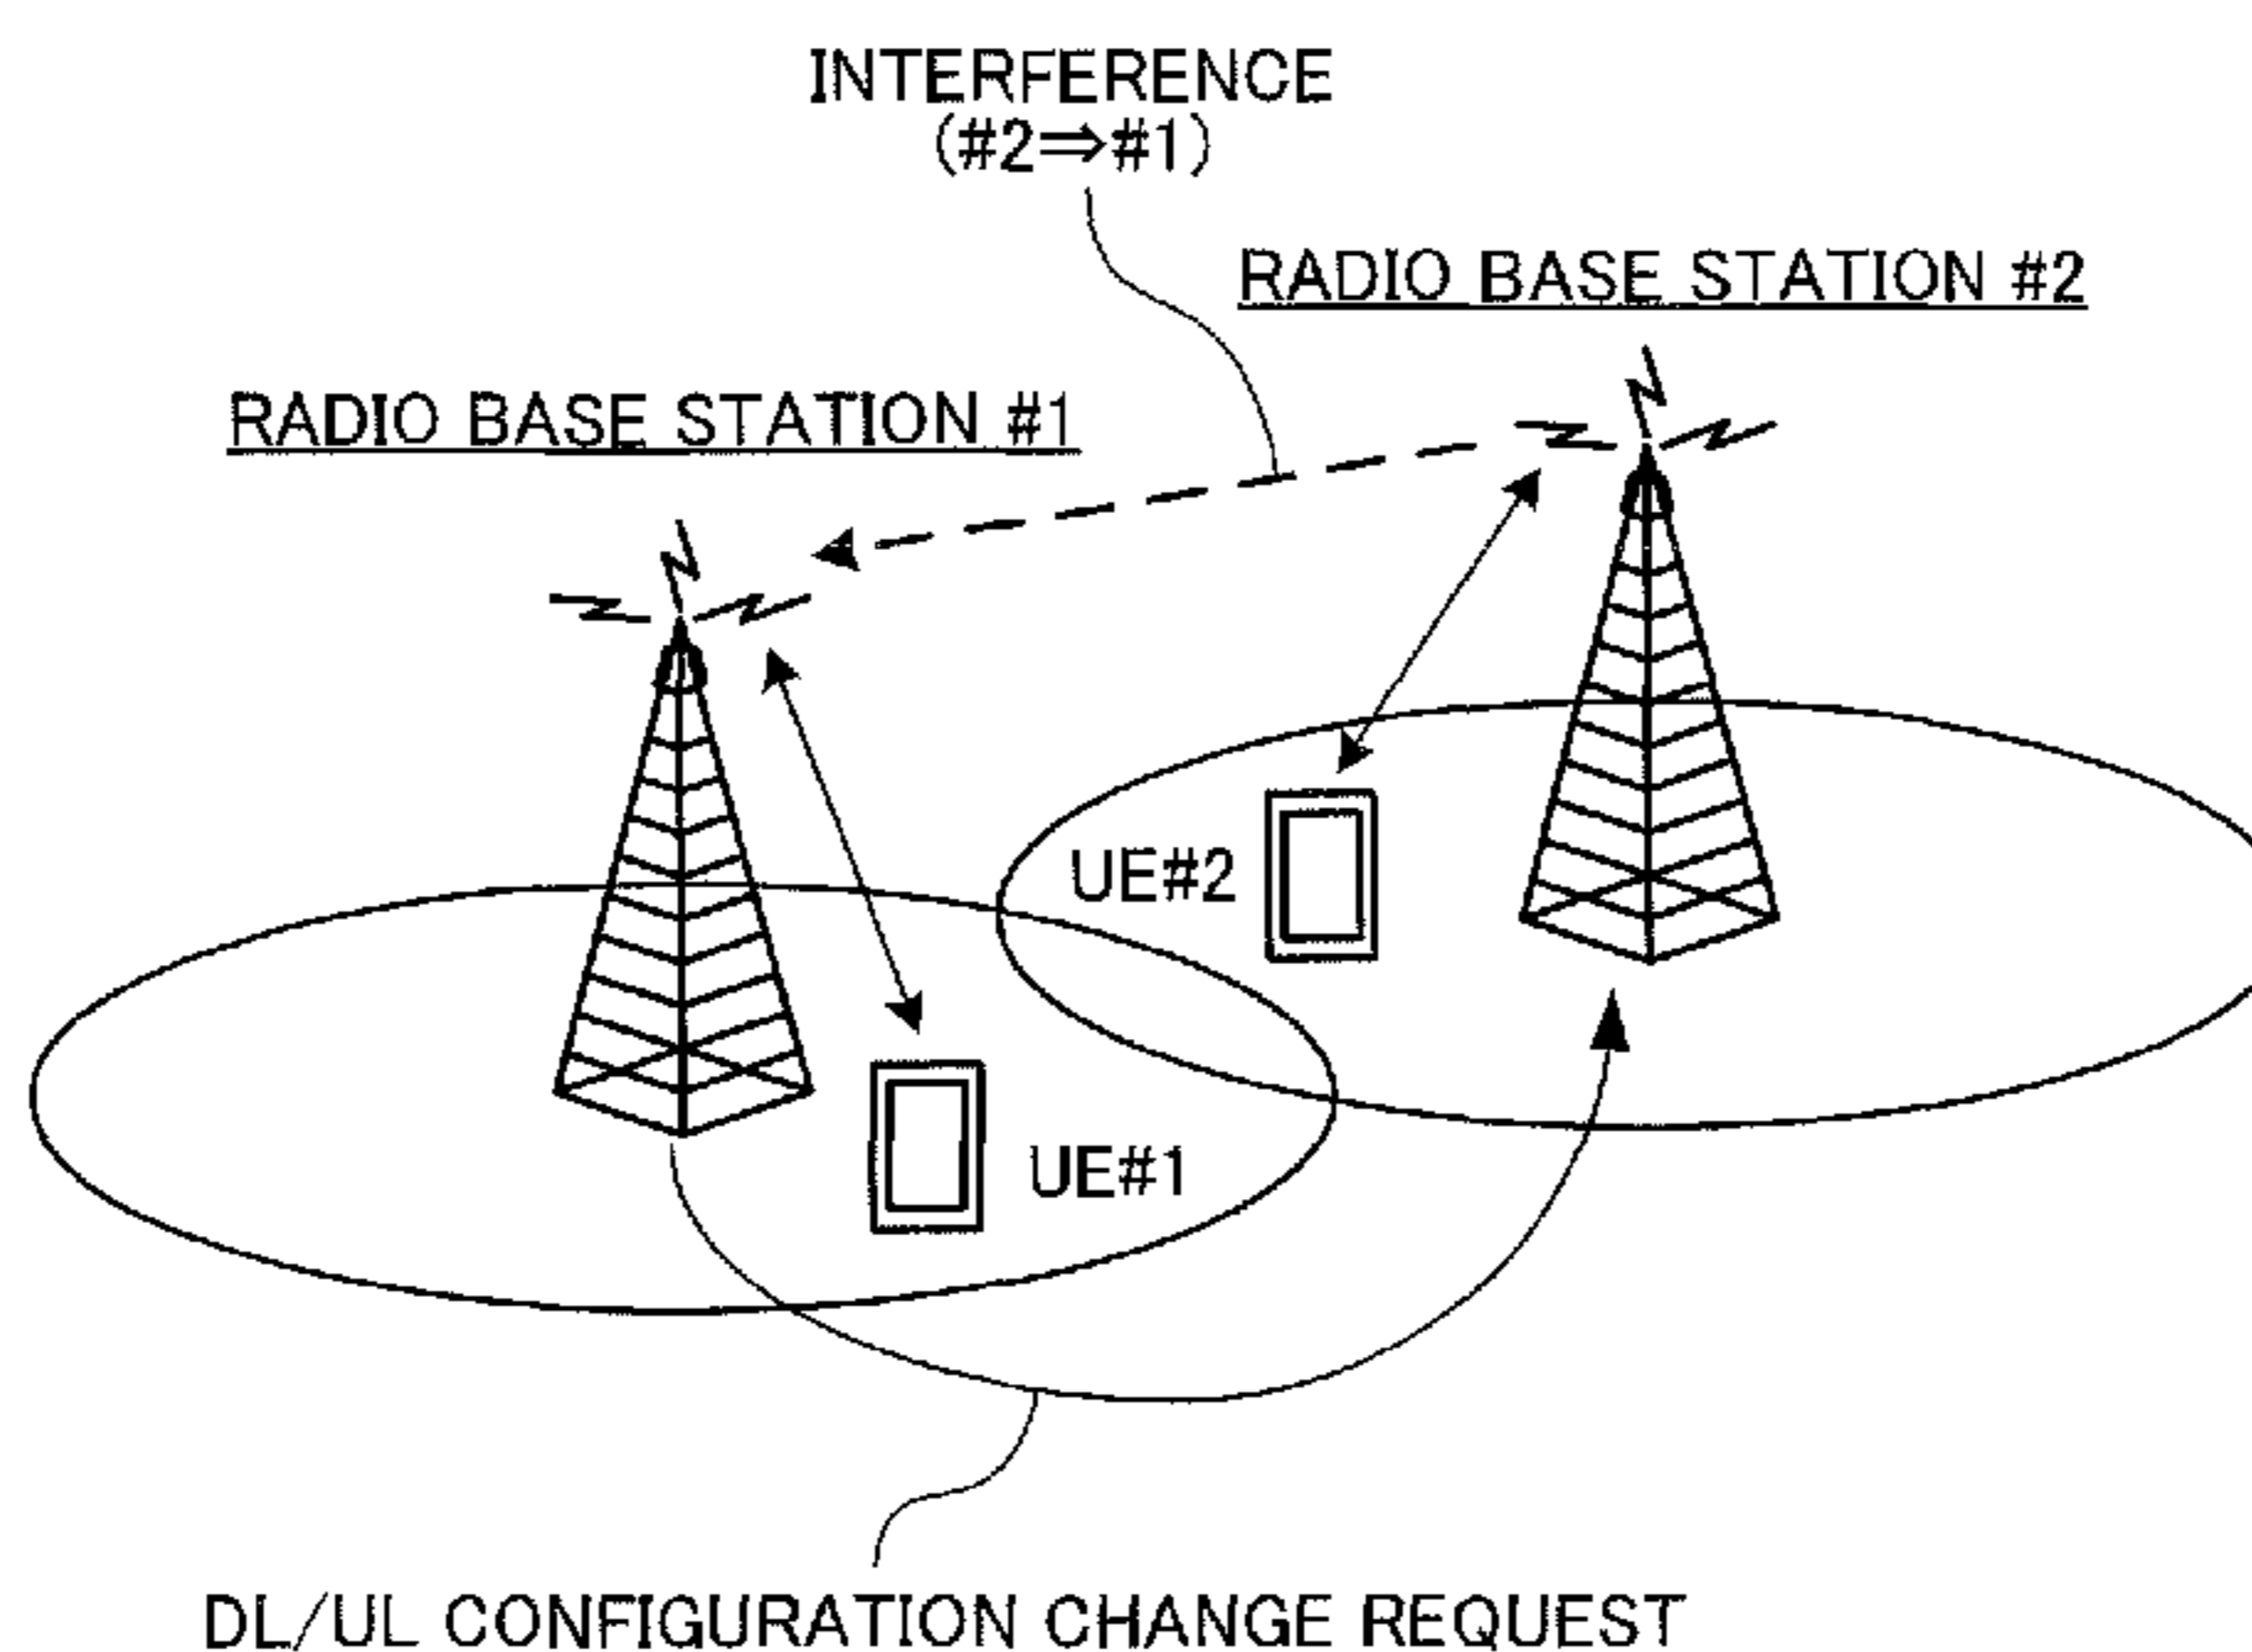 INTERFERENCE
(#2⇒#1)
RADIO BASE STATION #2
RADIO BASE STATION #1
UE#2
UE#1
DL/UL CONFIGURATION CHANGE REQUEST